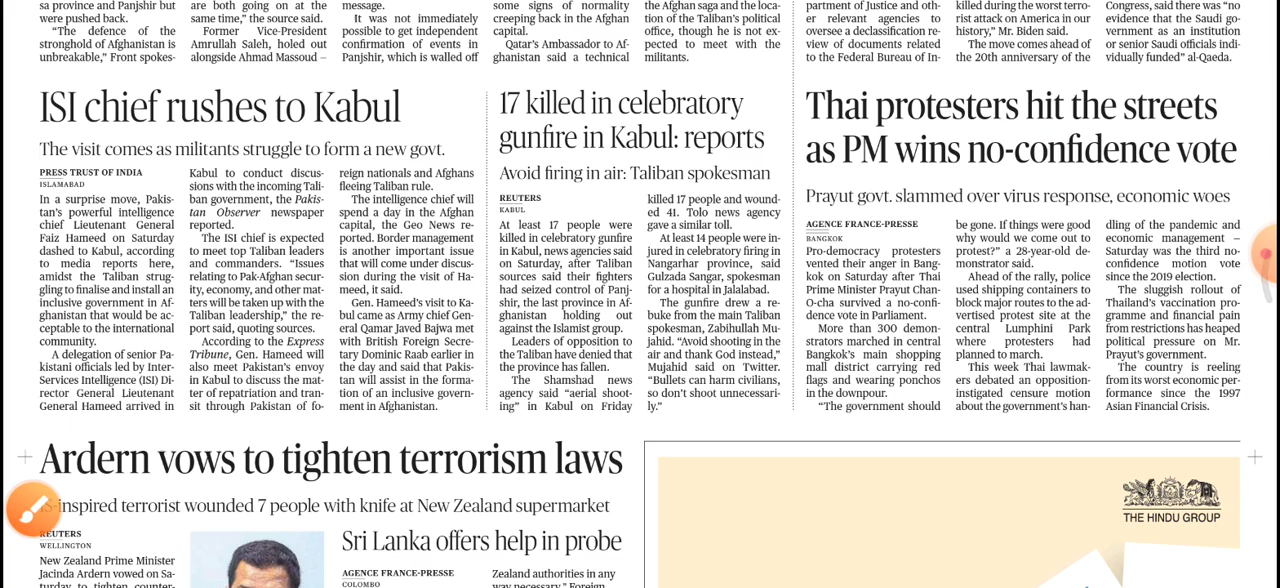 sa province and Panjshir but
were pushed back.
“The defence of the
stronghold of Afghanistan is
unbreakable,” Front spokes-
are both going on at the
same time,” the source said.
Former Vice-President
Amrullah Saleh, holed out
alongside Ahmad Massoud –
message.
It was not immediately
possible to get independent
confirmation of events in
Panjshir, which is walled off
some signs of normality
creeping back in the Afghan
capital.
Qatar’s Ambassador to Af-
ghanistan said a technical
the Afghan saga and the loca-
tion of the Taliban’s political
office, though he is not ex-
pected to meet with the
militants.
partment of Justice and oth-
er relevant agencies to
oversee a declassification re-
view of documents related
to the Federal Bureau of In-
killed during the worst terro-
rist attack on America in our
history,” Mr. Biden said.
The move comes ahead of
the 20th anniversary of the
Congress, said there was “no
evidence that the Saudi go-
vernment as an institution
or senior Saudi officials indi-
vidually funded” al-Qaeda.
ISI chief rushes to Kabul
The visit comes as militants struggle to form a new govt.
PRESS TRUST OF INDIA
ISLAMABAD
In a surprise move, Pakis-
tan’s powerful intelligence
chief Lieutenant General
Faiz Hameed on Saturday
dashed to Kabul, according
to media reports here,
amidst the Taliban strug-
gling to finalise and install an
inclusive government in Af-
ghanistan that would be ac-
ceptable to the international
community.
A delegation of senior Pa-
kistani officials led by Inter-
Services Intelligence (ISI) Di-
rector General Lieutenant
General Hameed arrived in
Kabul to conduct discus-
sions with the incoming Tali-
ban government, the Pakis-
tan Observer newspaper
reported.
The ISI chief is expected
to meet top Taliban leaders
and commanders. “Issues
relating to Pak-Afghan secur-
ity, economy, and other mat-
ters will be taken up with the
Taliban leadership,” the re-
port said, quoting sources.
According to the Express
Tribune, Gen. Hameed will
also meet Pakistan’s envoy
in Kabul to discuss the mat-
ter of repatriation and tran-
sit through Pakistan of fo-
reign nationals and Afghans
fleeing Taliban rule.
The intelligence chief will
spend a day in the Afghan
capital, the Geo News re-
ported. Border management
is another important issue
that will come under discus-
sion during the visit of Ha-
meed, it said.
Gen. Hameed’s visit to Ka-
bul came as Army chief Gen-
eral Qamar Javed Bajwa met
with British Foreign Secre-
tary Dominic Raab earlier in
the day and said that Pakis-
tan will assist in the forma-
tion of an inclusive govern-
ment in Afghanistan.
17 killed in celebratory
gunfire in Kabul: reports
Avoid firing in air: Taliban spokesman
REUTERS
KABUL
At least 17 people were
killed in celebratory gunfire
in Kabul, news agencies said
on Saturday, after Taliban
sources said their fighters
had seized control of Panj-
shir, the last province in Af-
ghanistan holding out
against the Islamist group.
Leaders of opposition to
the Taliban have denied that
the province has fallen.
The Shamshad news
agency said “aerial shoot-
ing” in Kabul on Friday
killed 17 people and wound-
ed 41. Tolo news agency
gave a similar toll.
At least 14 people were in-
jured in celebratory firing in
Nangarhar province, said
Gulzada Sangar, spokesman
for a hospital in Jalalabad.
The gunfire drew a re-
buke from the main Taliban
spokesman, Zabihullah Mu-
jahid. “Avoid shooting in the
air and thank God instead,”
Mujahid said on Twitter.
“Bullets can harm civilians,
so don’t shoot unnecessari-
ly.”
Thai protesters hit the streets
as PM wins no-confidence vote
Prayut govt. slammed over virus response, economic woes
AGENCE FRANCE-PRESSE
BANGKOK
Pro-democracy protesters
vented their anger in Bang-
kok on Saturday after Thai
Prime Minister Prayut Chan-
O-cha survived a no-confi-
dence vote in Parliament.
More than 300 demon-
strators marched in central
Bangkok’s main shopping
mall district carrying red
flags and wearing ponchos
in the downpour.
“The government should
be gone. If things were good
why would we come out to
protest?” a 28-year-old de-
monstrator said.
Ahead of the rally, police
used shipping containers to
block major routes to the ad-
vertised protest site at the
central Lumphini Park
where protesters had
planned to march.
This week Thai lawmak-
ers debated an opposition-
instigated censure motion
about the government’s han-
dling of the pandemic and
economic management –
Saturday was the third no-
confidence motion vote
since the 2019 election.
The sluggish rollout of
Thailand’s vaccination pro-
gramme and financial pain
from restrictions has heaped
political pressure on Mr.
Prayut’s government.
The country is reeling
from its worst economic per-
formance since the 1997
Asian Financial Crisis.
Ardern vows to tighten terrorism laws
IS-inspired terrorist wounded 7 people with knife at New Zealand supermarket
REUTERS
WELLINGTON
New Zealand Prime Minister
Jacinda Ardern vowed on Sa-
turday to tighten counter-
Sri Lanka offers help in probe
AGENCE FRANCE-PRESSE
COLOMBO
Zealand authorities in any
way necessary,” Foreign
THE HINDU GROUP